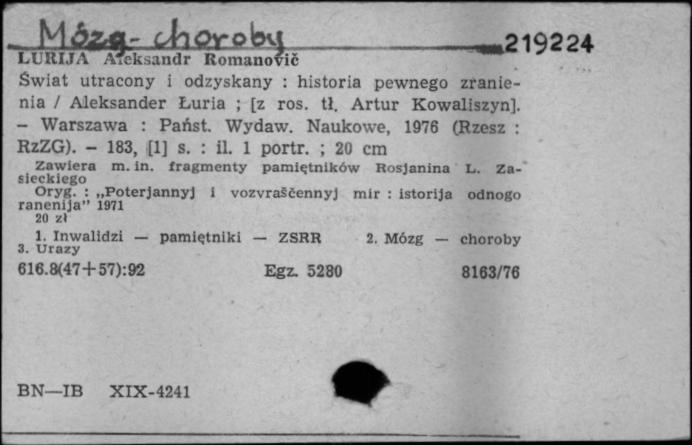 Mózg - choroby
219224
LURIJA Aleksandr Romanovič
Świat utracony i odzyskany : historia pewnego zranie-
nia / Aleksander Łuria ; [z ros. tł. Artur Kowaliszyn].
— Warszawa : Państ. Wydaw. Naukowe, 1976 (Rzesz :
RzZG). — 183, [1] s. : il. 1 portr. ; 20 cm
Zawiera m. in. fragmenty pamiętników Rosjanina L. Za-
sieckiego
Oryg. : „Poterjannyj i vozvraščennyj mir : istorija odnogo
ranenija” 1971
20 zł
1. Inwalidzi — pamiętniki — ZSRR 2. Mózg — choroby
3. Urazy
616.8(47+57):92 Egz. 5280 8163/76
BN—IB XIX-4241